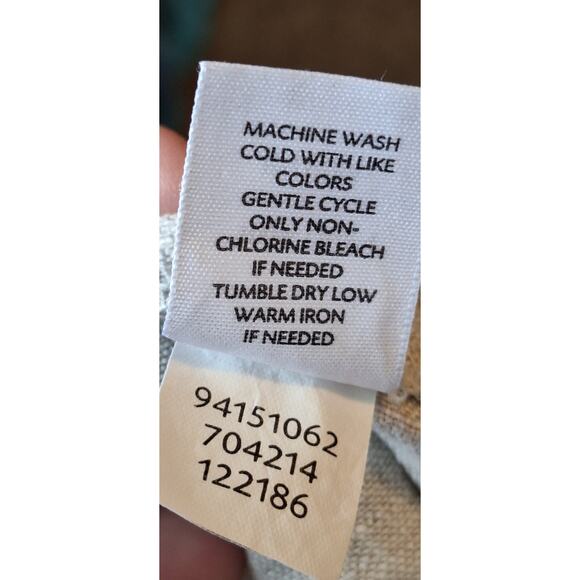 MACHINE WASH
COLD WITH LIKE
COLORS
GENTLE CYCLE
ONLY NON-
CHLORINE BLEACH
IF NEEDED
TUMBLE DRY LOW
WARM IRON
IF NEEDED
94151062
704214
122186